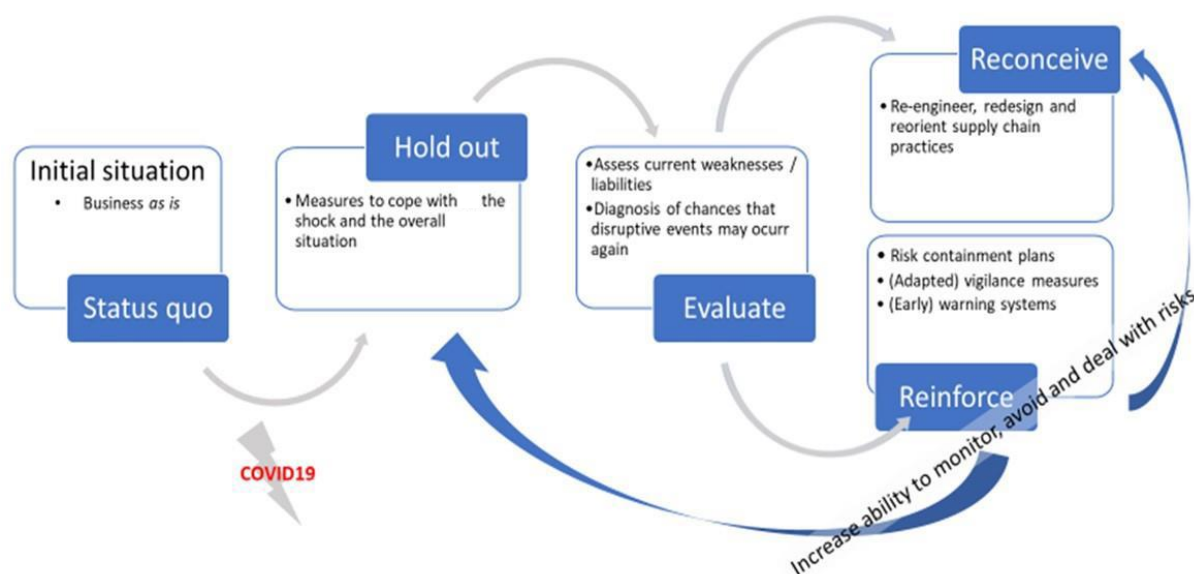 Initial situation
• Business as is
Status quo
COVID19
Hold out
• Measures to cope with the
shock and the overall
situation
• Assess current weaknesses /
liabilities
• Diagnosis of chances that
disruptive events may ocurr
again
Evaluate
Reconceive
• Re-engineer, redesign and
reorient supply chain
practices
• Risk containment plans
• (Adapted) vigilance measures
• (Early) warning systems
Reinforce
Increase ability to monitor, avoid and deal with risks